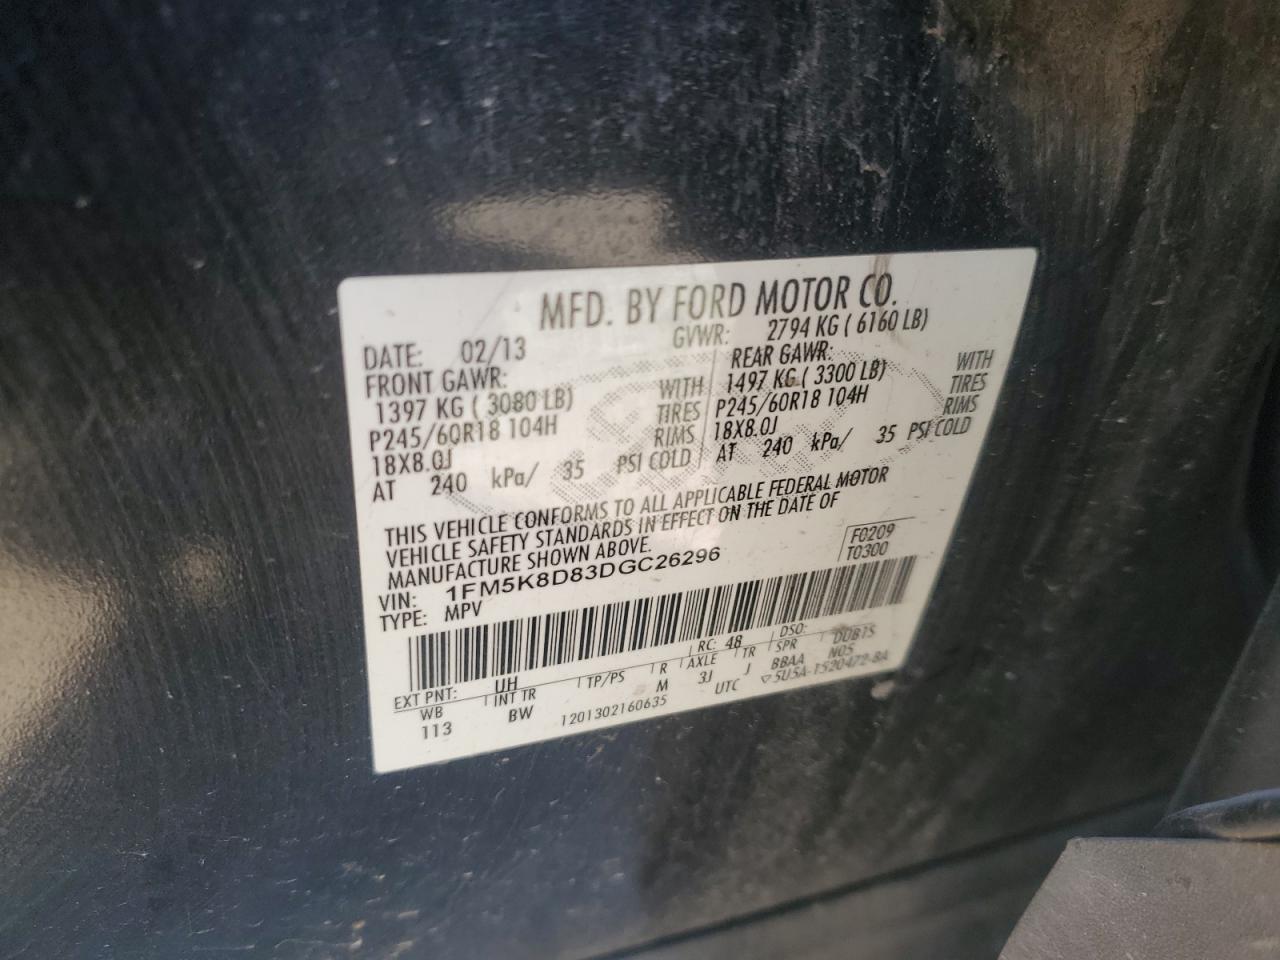 MFD. BY FORD MOTOR CO.
DATE: 02/13 GVWR: 2794 KG ( 6160 LB)
FRONT GAWR: REAR GAWR:
1397 KG ( 3080 LB) WITH 1497 KG ( 3300 LB) WITH
P245/60R18 104H TIRES P245/60R18 104H TIRES
18X8.0J RIMS 18X8.0J RIMS
AT 240 kPa/ 35 PSI COLD AT 240 kPa/ 35 PSI COLD
THIS VEHICLE CONFORMS TO ALL APPLICABLE FEDERAL MOTOR
VEHICLE SAFETY STANDARDS IN EFFECT ON THE DATE OF
MANUFACTURE SHOWN ABOVE.
F0209
VIN: 1FM5K8D83DGC26296 T0300
TYPE: MPV
EXT PNT: UH RC: 48 DSO:
WB INT TR TP/PS R AXLE TR SPR DUBTS
113 BW M 3J J BBAA N05
1201302160635 UTC ▽5U5A-1520472-BA